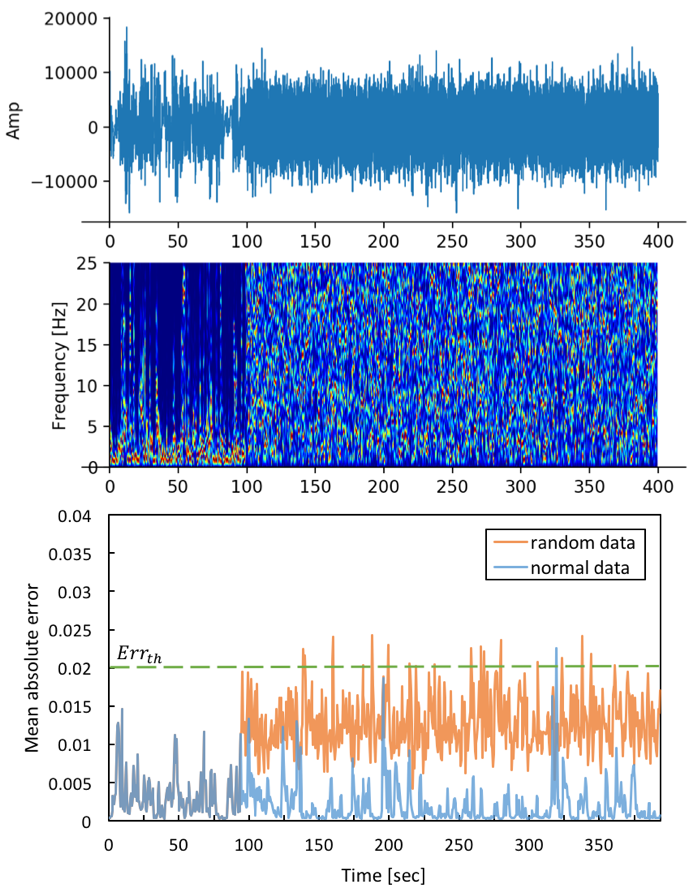 20000
10000
0
−10000
Amp
0 50 100 150 200 250 300 350 400
25
20
15
10
5
0
Frequency [Hz]
0 50 100 150 200 250 300 350 400
0.04
0.035
0.03
0.025
0.02
0.015
0.01
0.005
0
Mean absolute error
random data
normal data
Err_th
0 50 100 150 200 250 300 350
Time [sec]